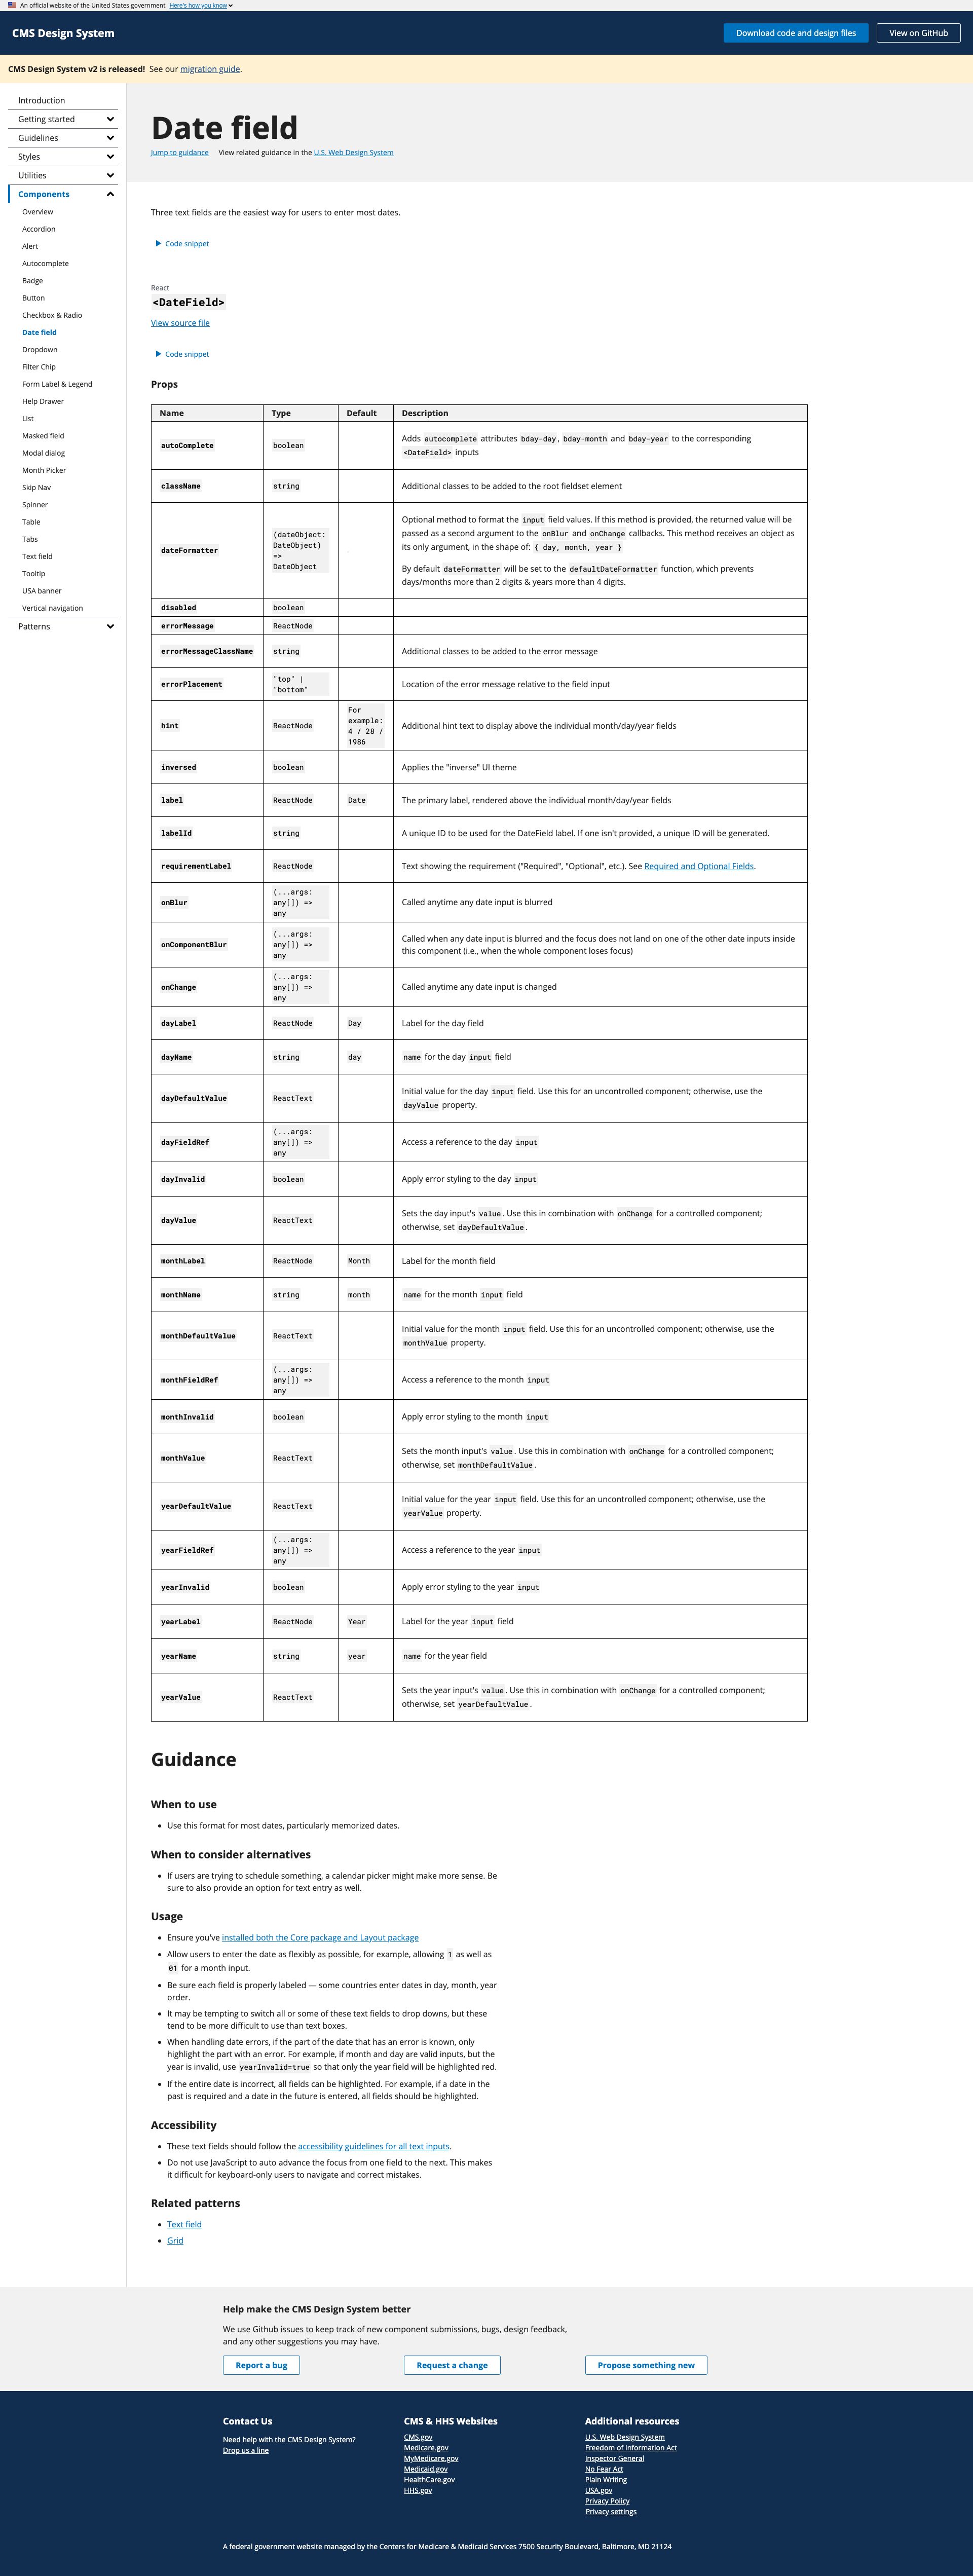 An official website of the United States government Here's how you know
CMS Design System
Download code and design files
View on GitHub
CMS Design System v2 is released! See our migration guide.
Introduction
Getting started
Guidelines
Styles
Utilities
Components
Overview
Accordion
Alert
Autocomplete
Badge
Button
Checkbox & Radio
Date field
Dropdown
Filter Chip
Form Label & Legend
Help Drawer
List
Masked field
Modal dialog
Month Picker
Skip Nav
Spinner
Table
Tabs
Text field
Tooltip
USA banner
Vertical navigation
Patterns
Date field
Jump to guidance View related guidance in the U.S. Web Design System
Three text fields are the easiest way for users to enter most dates.
Code snippet
React
<DateField>
View source file
Code snippet
Props
Name Type Default Description
autoComplete boolean Adds autocomplete attributes bday-day, bday-month and bday-year to the corresponding
<DateField> inputs
className string Additional classes to be added to the root fieldset element
dateFormatter
(dateObject:
DateObject)
=>
DateObject
Optional method to format the input field values. If this method is provided, the returned value will be
passed as a second argument to the onBlur and onChange callbacks. This method receives an object as
its only argument, in the shape of: { day, month, year }
By default dateFormatter will be set to the defaultDateFormatter function, which prevents
days/months more than 2 digits & years more than 4 digits.
disabled boolean
errorMessage ReactNode
errorMessageClassName string Additional classes to be added to the error message
errorPlacement
"top" |
"bottom"
Location of the error message relative to the field input
hint ReactNode
For
example:
4 / 28 /
1986
Additional hint text to display above the individual month/day/year fields
inversed boolean Applies the "inverse" UI theme
label ReactNode Date The primary label, rendered above the individual month/day/year fields
labelId string A unique ID to be used for the DateField label. If one isn't provided, a unique ID will be generated.
requirementLabel ReactNode Text showing the requirement ("Required", "Optional", etc.). See Required and Optional Fields.
onBlur
(...args:
any[]) =>
any
Called anytime any date input is blurred
onComponentBlur
(...args:
any[]) =>
any
Called when any date input is blurred and the focus does not land on one of the other date inputs inside
this component (i.e., when the whole component loses focus)
onChange
(...args:
any[]) =>
any
Called anytime any date input is changed
dayLabel ReactNode Day Label for the day field
dayName string day name for the day input field
dayDefaultValue ReactText Initial value for the day input field. Use this for an uncontrolled component; otherwise, use the
dayValue property.
dayFieldRef
(...args:
any[]) =>
any
Access a reference to the day input
dayInvalid boolean Apply error styling to the day input
dayValue ReactText Sets the day input's value. Use this in combination with onChange for a controlled component;
otherwise, set dayDefaultValue.
monthLabel ReactNode Month Label for the month field
monthName string month name for the month input field
monthDefaultValue ReactText Initial value for the month input field. Use this for an uncontrolled component; otherwise, use the
monthValue property.
monthFieldRef
(...args:
any[]) =>
any
Access a reference to the month input
monthInvalid boolean Apply error styling to the month input
monthValue ReactText Sets the month input's value. Use this in combination with onChange for a controlled component;
otherwise, set monthDefaultValue.
yearDefaultValue ReactText Initial value for the year input field. Use this for an uncontrolled component; otherwise, use the
yearValue property.
yearFieldRef
(...args:
any[]) =>
any
Access a reference to the year input
yearInvalid boolean Apply error styling to the year input
yearLabel ReactNode Year Label for the year input field
yearName string year name for the year field
yearValue ReactText Sets the year input's value. Use this in combination with onChange for a controlled component;
otherwise, set yearDefaultValue.
Guidance
When to use
• Use this format for most dates, particularly memorized dates.
When to consider alternatives
• If users are trying to schedule something, a calendar picker might make more sense. Be
sure to also provide an option for text entry as well.
Usage
• Ensure you've installed both the Core package and Layout package
• Allow users to enter the date as flexibly as possible, for example, allowing 1 as well as
01 for a month input.
• Be sure each field is properly labeled — some countries enter dates in day, month, year
order.
• It may be tempting to switch all or some of these text fields to drop downs, but these
tend to be more difficult to use than text boxes.
• When handling date errors, if the part of the date that has an error is known, only
highlight the part with an error. For example, if month and day are valid inputs, but the
year is invalid, use yearInvalid=true so that only the year field will be highlighted red.
• If the entire date is incorrect, all fields can be highlighted. For example, if a date in the
past is required and a date in the future is entered, all fields should be highlighted.
Accessibility
• These text fields should follow the accessibility guidelines for all text inputs.
• Do not use JavaScript to auto advance the focus from one field to the next. This makes
it difficult for keyboard-only users to navigate and correct mistakes.
Related patterns
• Text field
• Grid
Help make the CMS Design System better
We use Github issues to keep track of new component submissions, bugs, design feedback,
and any other suggestions you may have.
Report a bug
Request a change
Propose something new
Contact Us
Need help with the CMS Design System?
Drop us a line
CMS & HHS Websites
CMS.gov
Medicare.gov
MyMedicare.gov
Medicaid.gov
HealthCare.gov
HHS.gov
Additional resources
U.S. Web Design System
Freedom of Information Act
Inspector General
No Fear Act
Plain Writing
USA.gov
Privacy Policy
Privacy settings
A federal government website managed by the Centers for Medicare & Medicaid Services 7500 Security Boulevard, Baltimore, MD 21124